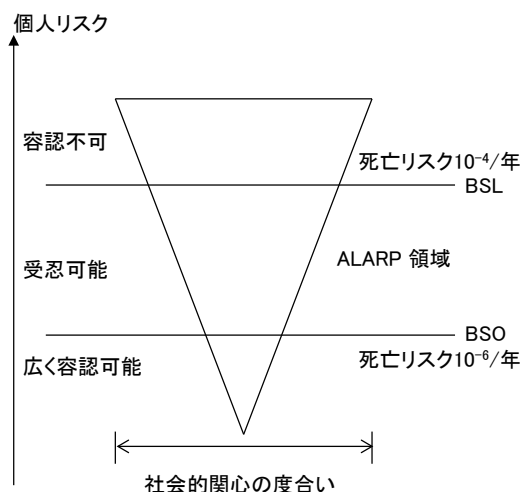 個人リスク
容認不可
死亡リスク10⁻⁴/年
BSL
受忍可能
ALARP 領域
BSO
広く容認可能
死亡リスク10⁻⁶/年
社会的関心の度合い